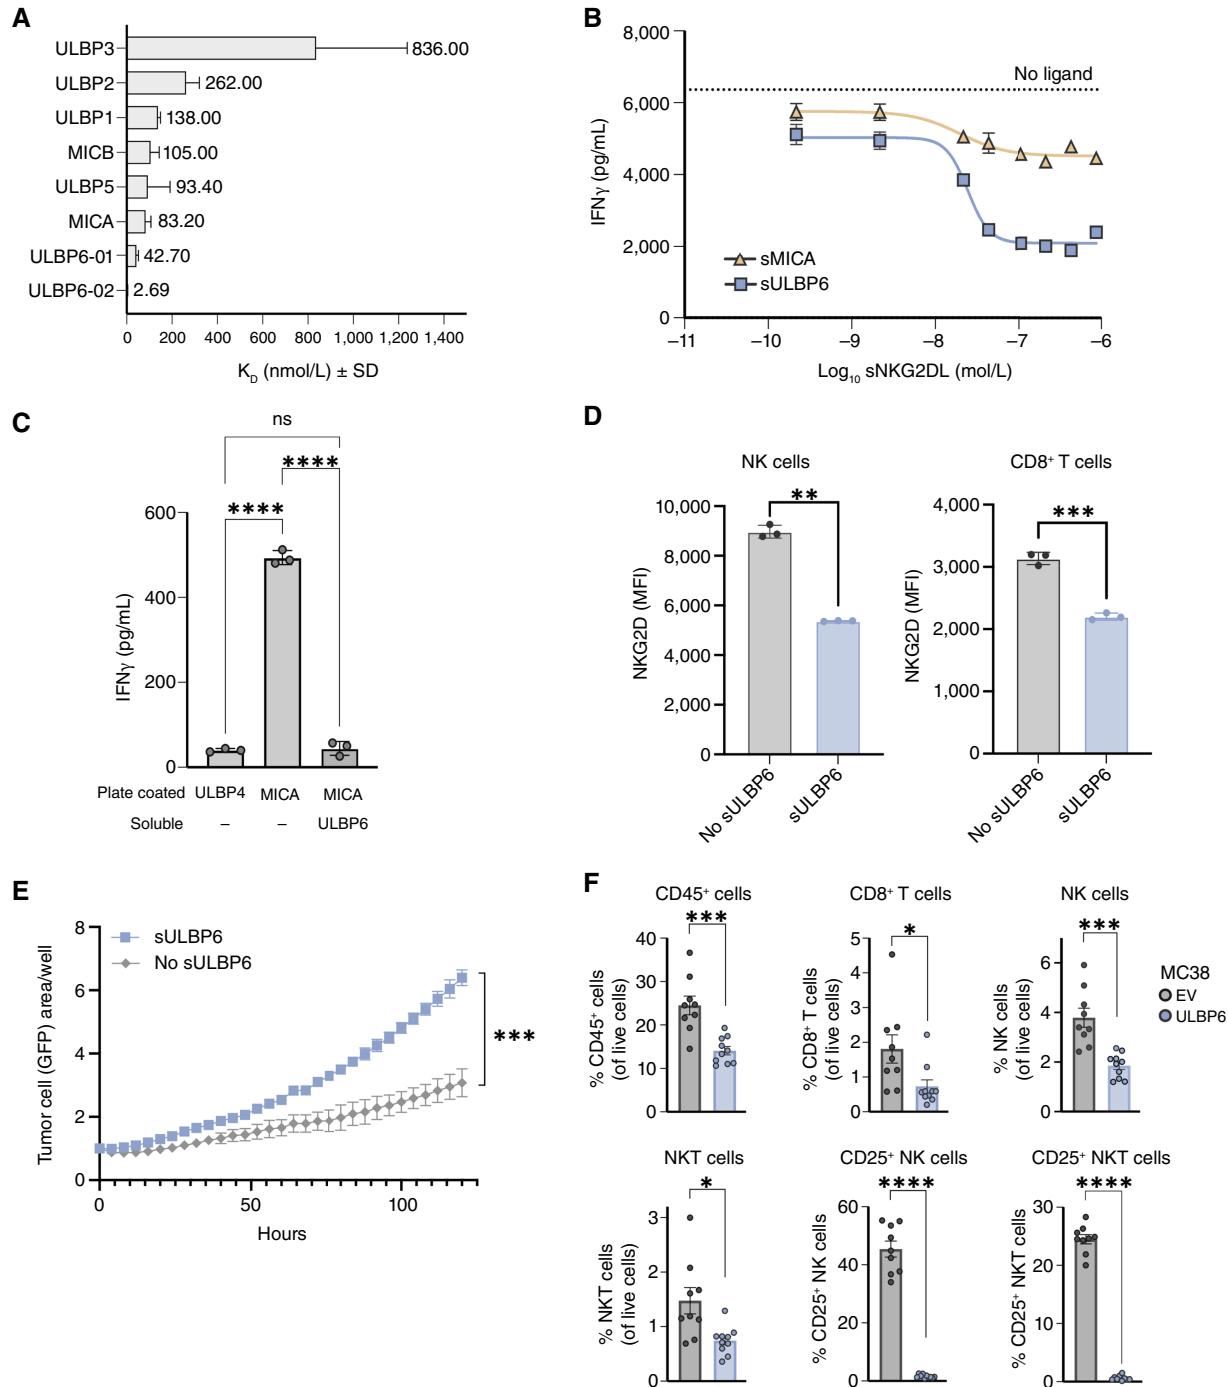 A
ULBP3
836.00
ULBP2
262.00
ULBP1
138.00
MICB
105.00
ULBP5
93.40
MICA
83.20
ULBP6-01
42.70
ULBP6-02
2.69
0 200 400 600 800 1,000 1,200 1,400
K_D (nmol/L) ± SD
B
8,000
6,000
4,000
2,000
0
IFNγ (pg/mL)
No ligand
sMICA
sULBP6
–11 –10 –9 –8 –7 –6
Log₁₀ sNKG2DL (mol/L)
C
ns
****
****
600
400
200
0
IFNγ (pg/mL)
Plate coated ULBP4 MICA MICA
Soluble – – ULBP6
D
NK cells
**
10,000
8,000
6,000
4,000
2,000
0
NKG2D (MFI)
No sULBP6
sULBP6
CD8⁺ T cells
***
4,000
3,000
2,000
1,000
0
NKG2D (MFI)
No sULBP6
sULBP6
E
8
6
4
2
0
Tumor cell (GFP) area/well
sULBP6
No sULBP6
***
0 50 100
Hours
F
CD45⁺ cells
***
40
30
20
10
0
% CD45⁺ cells
(of live cells)
CD8⁺ T cells
*
5
4
3
2
1
0
% CD8⁺ T cells
(of live cells)
NK cells
***
6
4
2
0
% NK cells
(of live cells)
MC38
EV
ULBP6
NKT cells
*
3
2
1
0
% NKT cells
(of live cells)
CD25⁺ NK cells
****
60
40
20
0
% CD25⁺ NK cells
CD25⁺ NKT cells
****
30
20
10
0
% CD25⁺ NKT cells